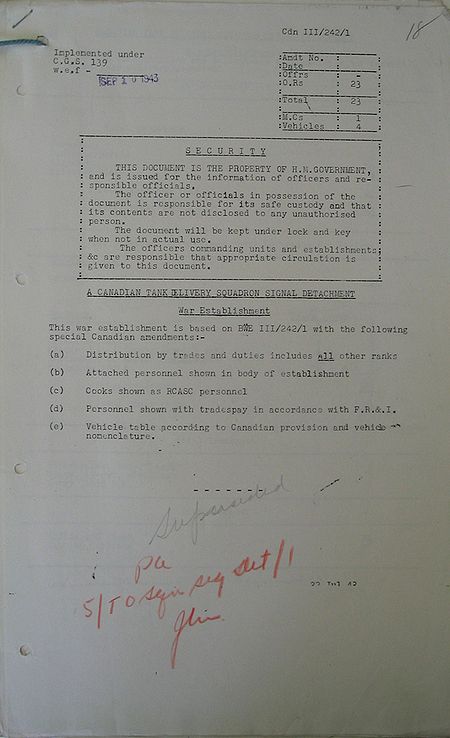 Cdn III/242/1
18
Implemented under
C.G.S. 139
w.e.f -
SEP 10 1943
:Amdt No. : :
:Date : :
:Offrs : - :
:O.Rs : 23 :
:Total : 23 :
:M.Cs : 1 :
:Vehicles : 4 :
S E C U R I T Y
THIS DOCUMENT IS THE PROPERTY OF H.M.GOVERNMENT,
and is issued for the information of officers and re-
sponsible officials.
The officer or officials in possession of the
document is responsible for its safe custody and that
its contents are not disclosed to any unauthorised
person.
The document will be kept under lock and key
when not in actual use.
The officers commanding units and establishments
&c are responsible that appropriate circulation is
given to this document.
A CANADIAN TANK DELIVERY SQUADRON SIGNAL DETACHMENT
War Establishment
This war establishment is based on BWE III/242/1 with the following
special Canadian amendments:-
(a) Distribution by trades and duties includes all other ranks
(b) Attached personnel shown in body of establishment
(c) Cooks shown as RCASC personnel
(d) Personnel shown with tradespay in accordance with F.R.&.I.
(e) Vehicle table according to Canadian provision and vehicle
nomenclature.
- - - - - - -
Superseded
PA
5/T D Sqn sig det/1